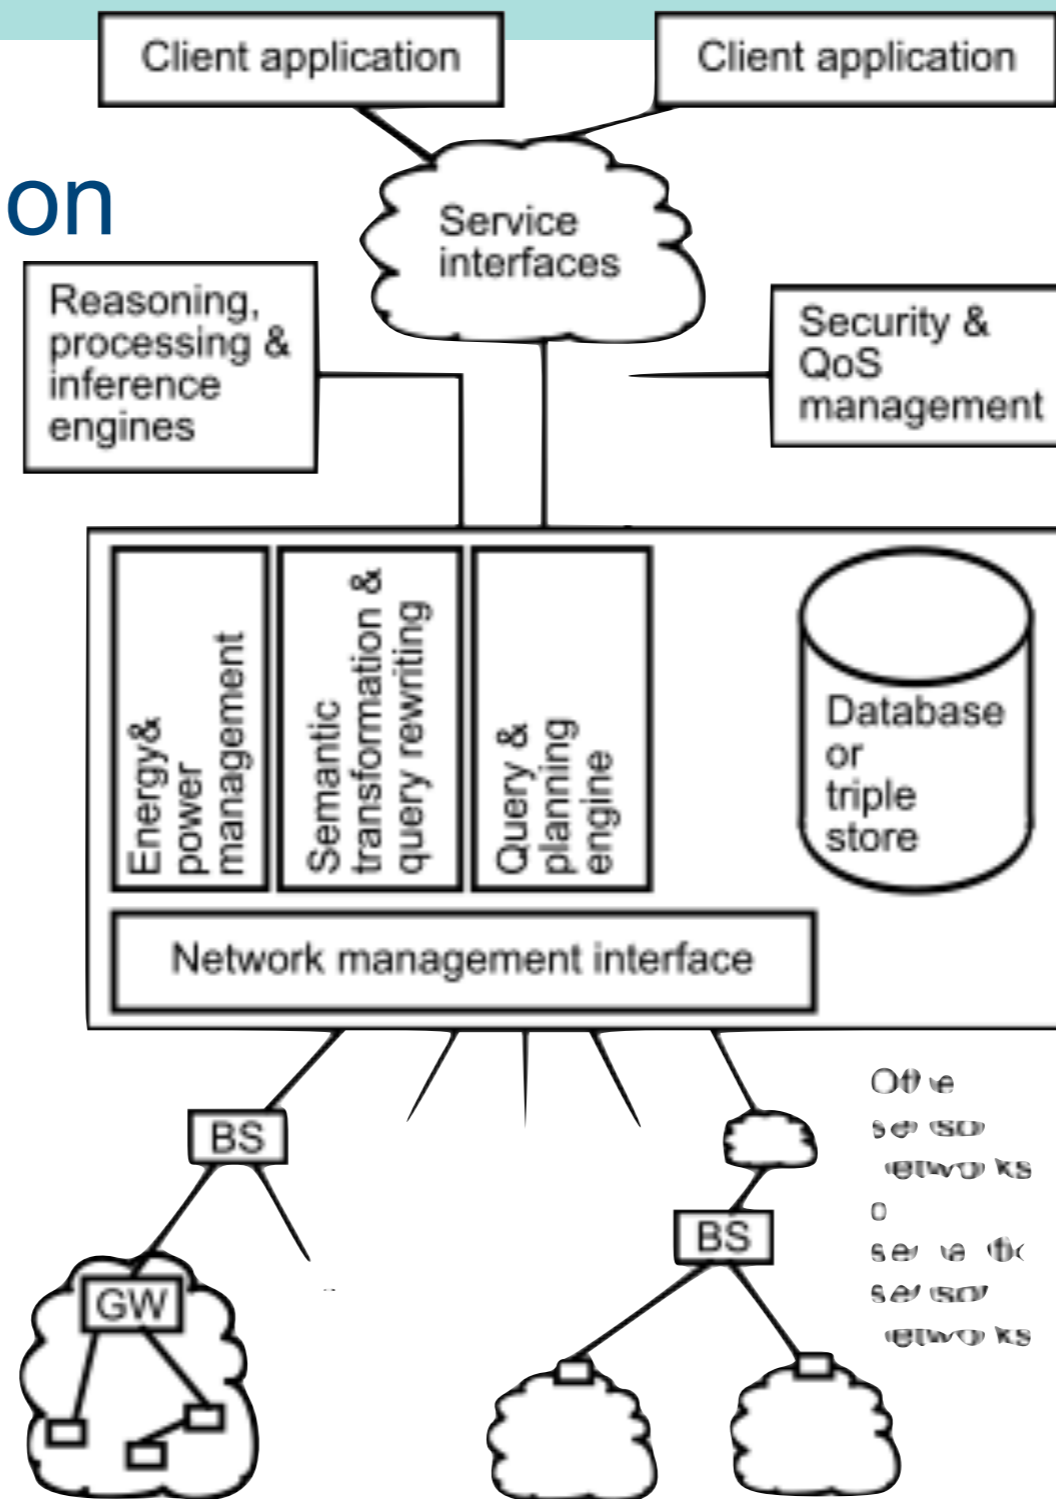 Client application
Client application
on
Service
interfaces
Reasoning,
processing &
inference
engines
Security &
QoS
management
Energy&
power
management
Semantic
transformation &
query rewriting
Query &
planning
engine
Database
or
triple
store
Network management interface
BS
BS
GW